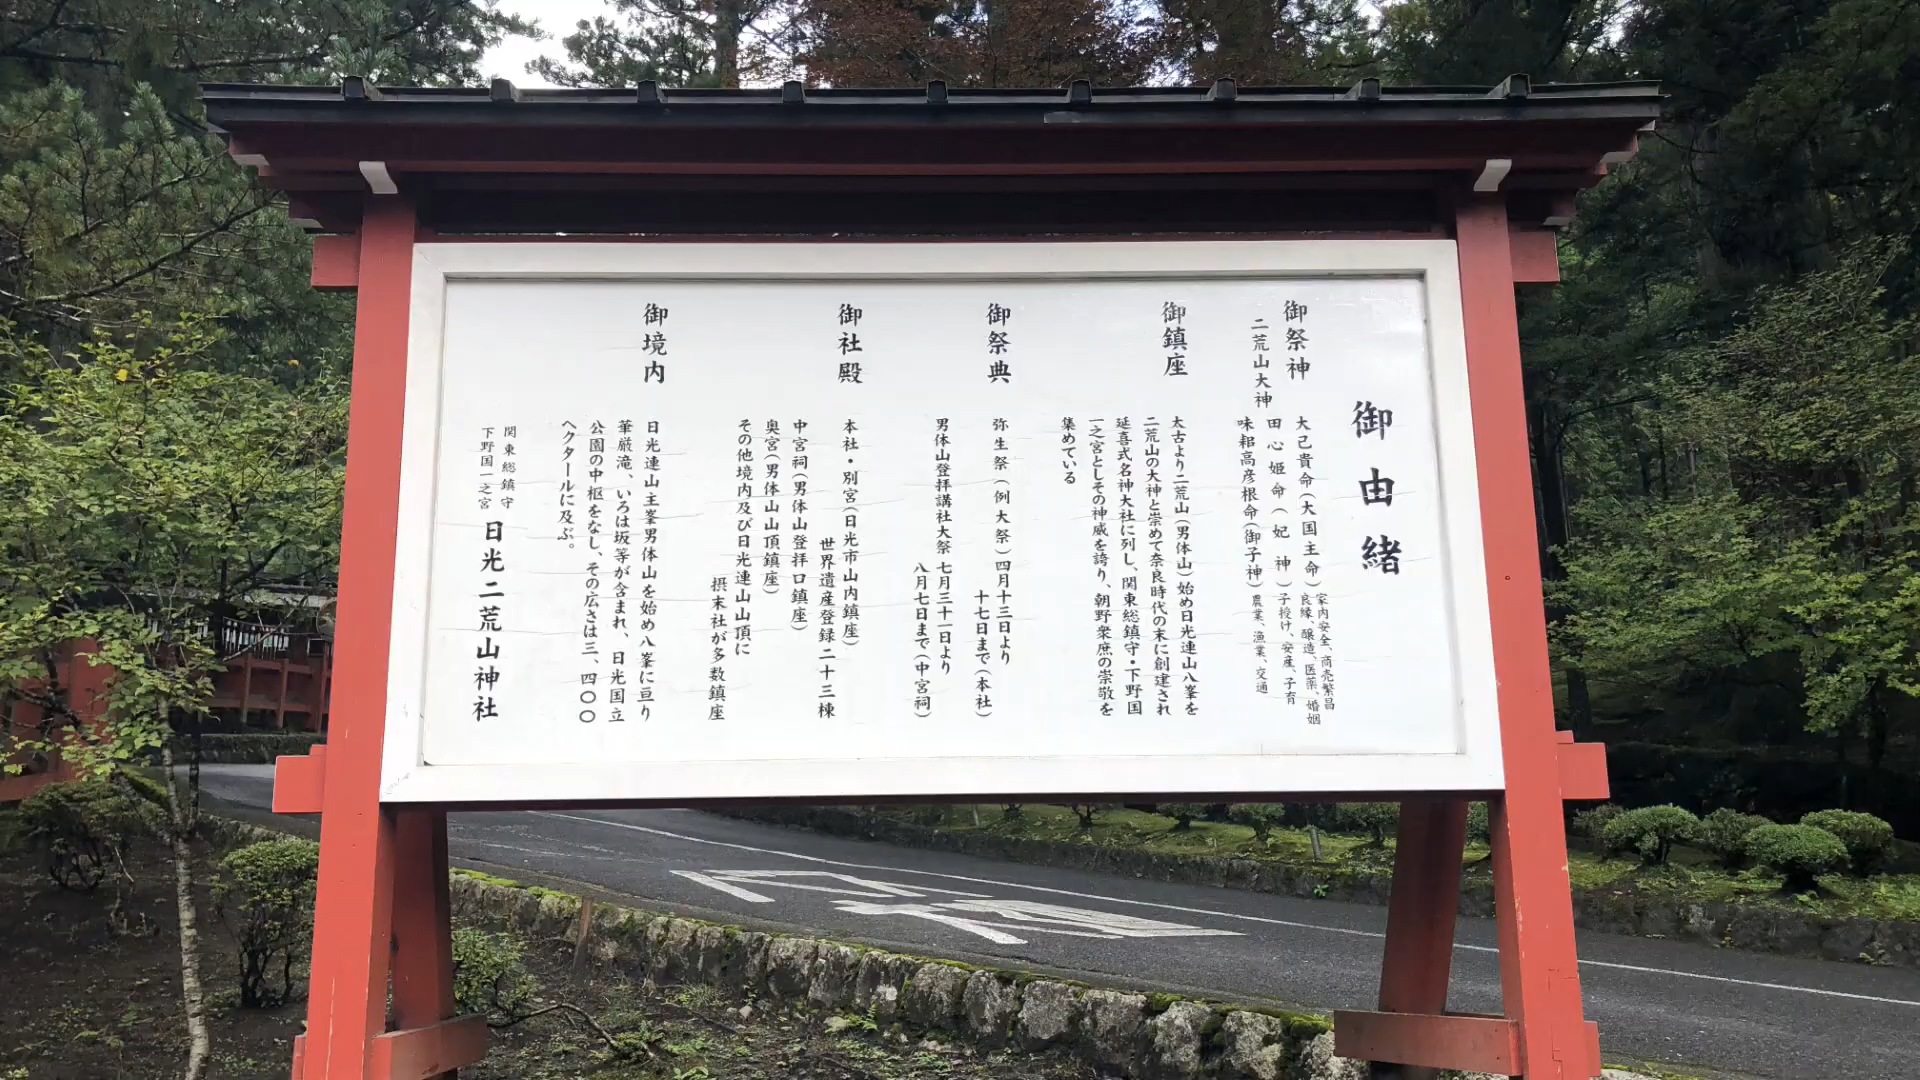 御由緒
御祭神
二荒山大神
大己貴命(大国主命)家内安全、商売繁昌
良縁、醸造、医薬、婚姻
田心姫命(妃神)子授け、安産、子育
味耜高彦根命(御子神)農業、漁業、交通
御鎮座
太古より二荒山(男体山)始め日光連山八峯を
二荒山の大神と崇めて奈良時代の末に創建され
延喜式名神大社に列し、関東総鎮守・下野国
一之宮としその神威を誇り、朝野衆庶の崇敬を
集めている
御祭典
弥生祭(例大祭)四月十三日より
十七日まで(本社)
男体山登拝講社大祭 七月三十一日より
八月七日まで(中宮祠)
御社殿
本社・別宮(日光市山内鎮座)
世界遺産登録 二十三棟
中宮祠(男体山登拝口鎮座)
奥宮(男体山山頂鎮座)
その他境内及び日光連山山頂に
摂末社が多数鎮座
御境内
日光連山主峯男体山を始め八峯に亘り
華厳滝、いろは坂等が含まれ、日光国立
公園の中枢をなし、その広さは三、四〇〇
ヘクタールに及ぶ。
関東総鎮守
下野国一之宮
日光二荒山神社